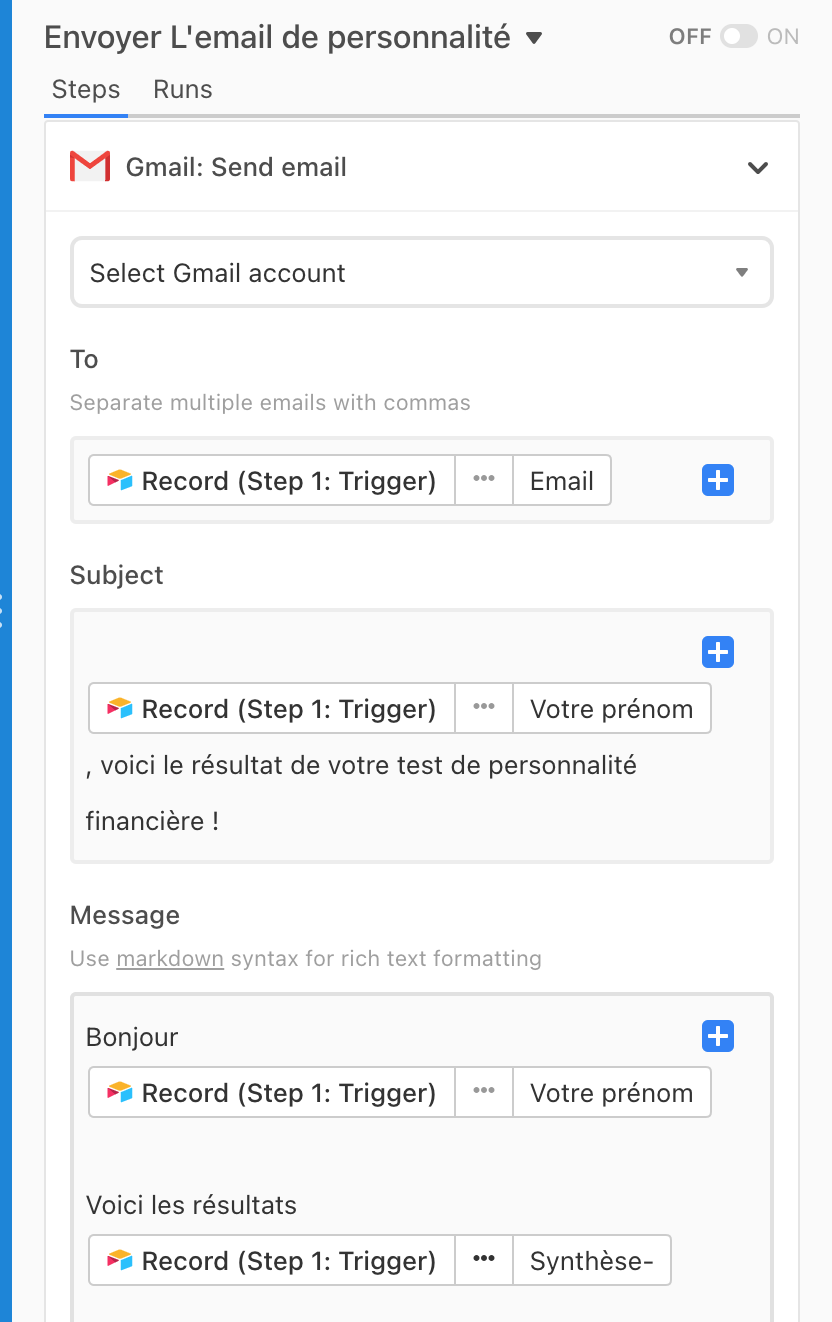 Envoyer L'email de personnalité
OFF ON
Steps Runs
Gmail: Send email
Select Gmail account
To
Separate multiple emails with commas
Record (Step 1: Trigger) ••• Email
Subject
Record (Step 1: Trigger) ••• Votre prénom
, voici le résultat de votre test de personnalité
financière !
Message
Use markdown syntax for rich text formatting
Bonjour
Record (Step 1: Trigger) ••• Votre prénom
Voici les résultats
Record (Step 1: Trigger) ••• Synthèse-